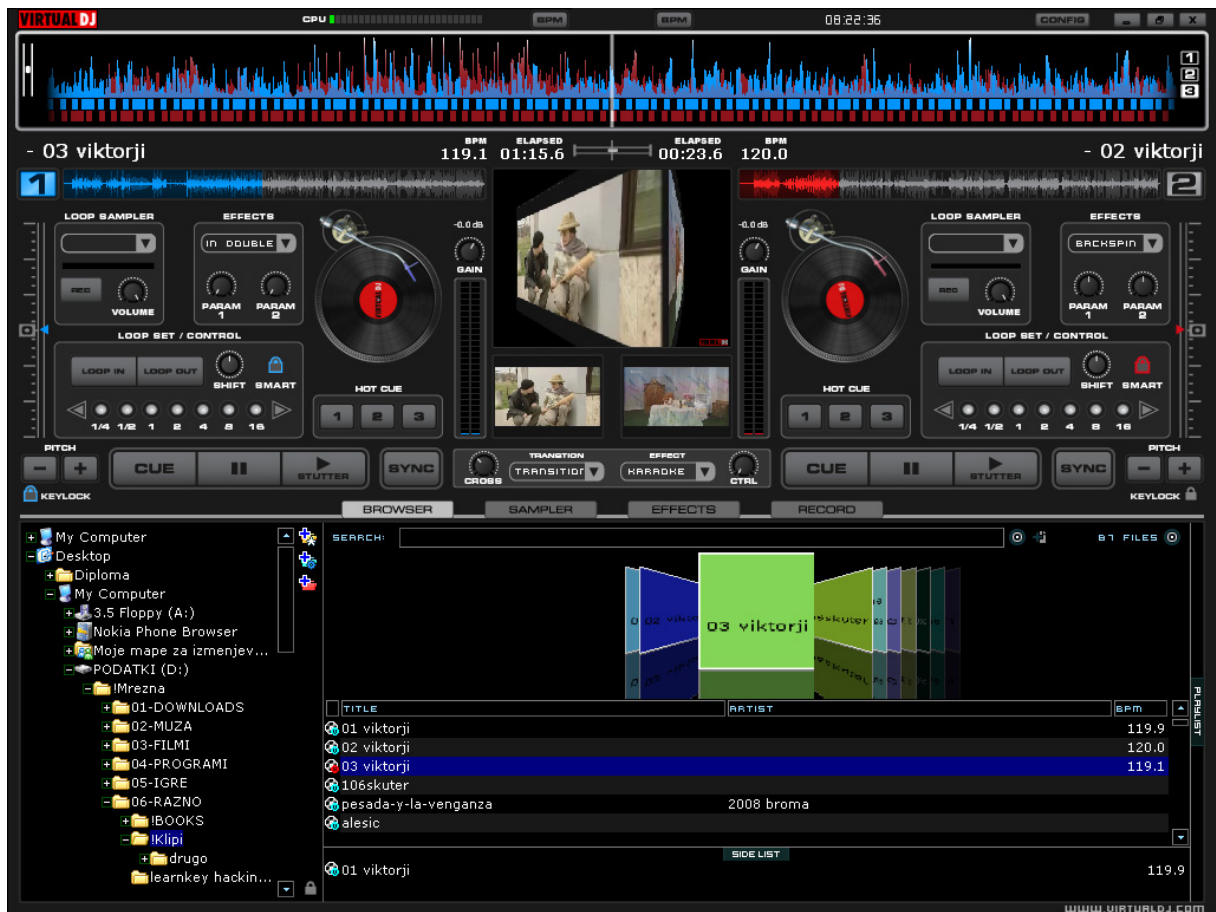 VIRTUAL DJ
CPU
BPM
BPM
08:22:36
CONFIG
1
2
3
- 03 viktorji
BPM
119.1
ELAPSED
01:15.6
ELAPSED
00:23.6
BPM
120.0
- 02 viktorji
1
2
LOOP SAMPLER
EFFECTS
IN DOUBLE
REC
VOLUME
PARAM 1
PARAM 2
-0.0 dB
GAIN
-0.0 dB
GAIN
LOOP SAMPLER
EFFECTS
BACKSPIN
REC
VOLUME
PARAM 1
PARAM 2
LOOP SET / CONTROL
LOOP IN
LOOP OUT
SHIFT
SMART
1/4 1/2 1 2 4 8 16
HOT CUE
1 2 3
HOT CUE
1 2 3
LOOP SET / CONTROL
LOOP IN
LOOP OUT
SHIFT
SMART
1/4 1/2 1 2 4 8 16
PITCH
CUE
STUTTER
SYNC
KEYLOCK
CROSS
TRANSITION
TRANSITION
EFFECT
KARAOKE
CTRL
CUE
STUTTER
SYNC
PITCH
KEYLOCK
BROWSER
SAMPLER
EFFECTS
RECORD
My Computer
Desktop
Diploma
My Computer
3.5 Floppy (A:)
Nokia Phone Browser
Moje mape za izmenjev...
PODATKI (D:)
!Mrezna
01-DOWNLOADS
02-MUZA
03-FILMI
04-PROGRAMI
05-IGRE
06-RAZNO
!BOOKS
!Klipi
drugo
learnkey hackin...
SEARCH:
87 FILES
03 viktorji
PLAYLIST
TITLE ARTIST BPM
01 viktorji 119.9
02 viktorji 120.0
03 viktorji 119.1
106skuter
pesada-y-la-venganza 2008 broma
alesic
SIDE LIST
01 viktorji 119.9
WWW.VIRTUALDJ.COM